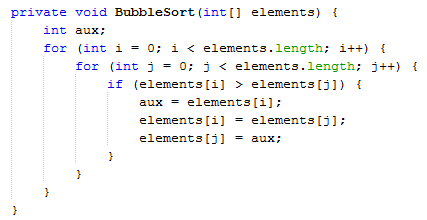 private void BubbleSort(int[] elements) {
    int aux;
    for (int i = 0; i < elements.length; i++) {
        for (int j = 0; j < elements.length; j++) {
            if (elements[i] > elements[j]) {
                aux = elements[i];
                elements[i] = elements[j];
                elements[j] = aux;
            }
        }
    }
}